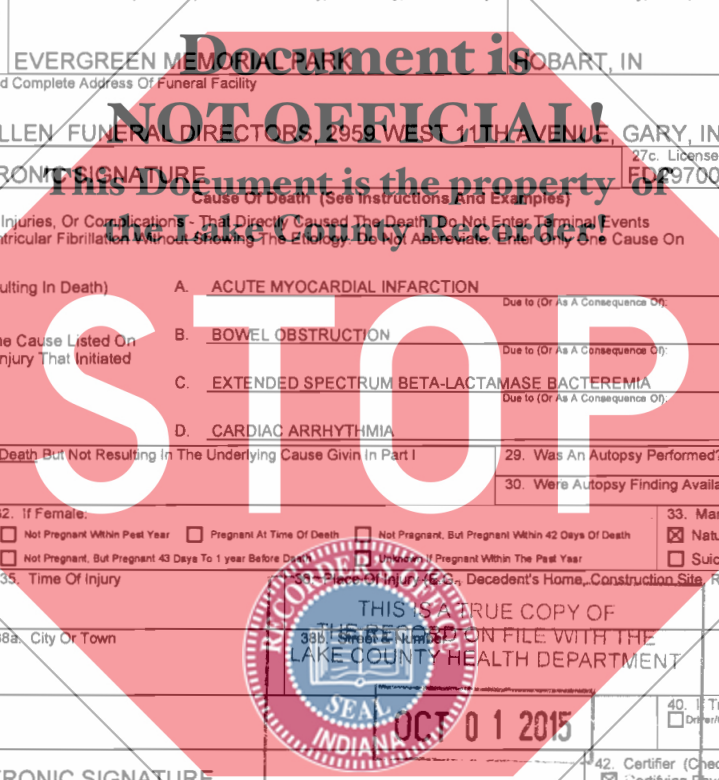 Document is
EVERGREEN MEMORIAL PARK HOBART, IN
d Complete Address Of Funeral Facility
NOT OFFICIAL!
LLEN FUNERAL DIRECTORS, 2959 WEST 11TH AVENUE, GARY, IN
27c. License
RONIC SIGNATURE
This Document is the property of
Cause Of Death (See Instructions And Examples)
the Lake County Recorder!
Injuries, Or Complications - That Directly Caused The Death. Do Not Enter Terminal Events
tricular Fibrillation Without Showing The Etiology. Do Not Abbreviate. Enter Only One Cause On
ulting In Death) A. ACUTE MYOCARDIAL INFARCTION
Due to (Or As A Consequence Of):
STOP
e Cause Listed On B. BOWEL OBSTRUCTION
njury That Initiated Due to (Or As A Consequence Of):
C. EXTENDED SPECTRUM BETA-LACTAMASE BACTEREMIA
Due to (Or As A Consequence Of):
D. CARDIAC ARRHYTHMIA
Death But Not Resulting In The Underlying Cause Givin In Part I 29. Was An Autopsy Performed?
30. Were Autopsy Finding Availa
2. If Female: 33. Man
Not Pregnant Within Past Year Pregnant At Time Of Death Not Pregnant, But Pregnant Within 42 Days Of Death Natu
Not Pregnant, But Pregnant 43 Days To 1 year Before Death Unknown If Pregnant Within The Past Year Suic
35. Time Of Injury 36. Place Of Injury (E.G., Decedent's Home, Construction Site, R
THIS IS A TRUE COPY OF
THE RECORD ON FILE WITH THE
38a. City Or Town 38b. Street & Number
LAKE COUNTY HEALTH DEPARTMENT
RECORDER'S OFFICE
SEAL
INDIANA
OCT 01 2015
40. If Tr
42. Certifier (Chec
RONIC SIGNATURE